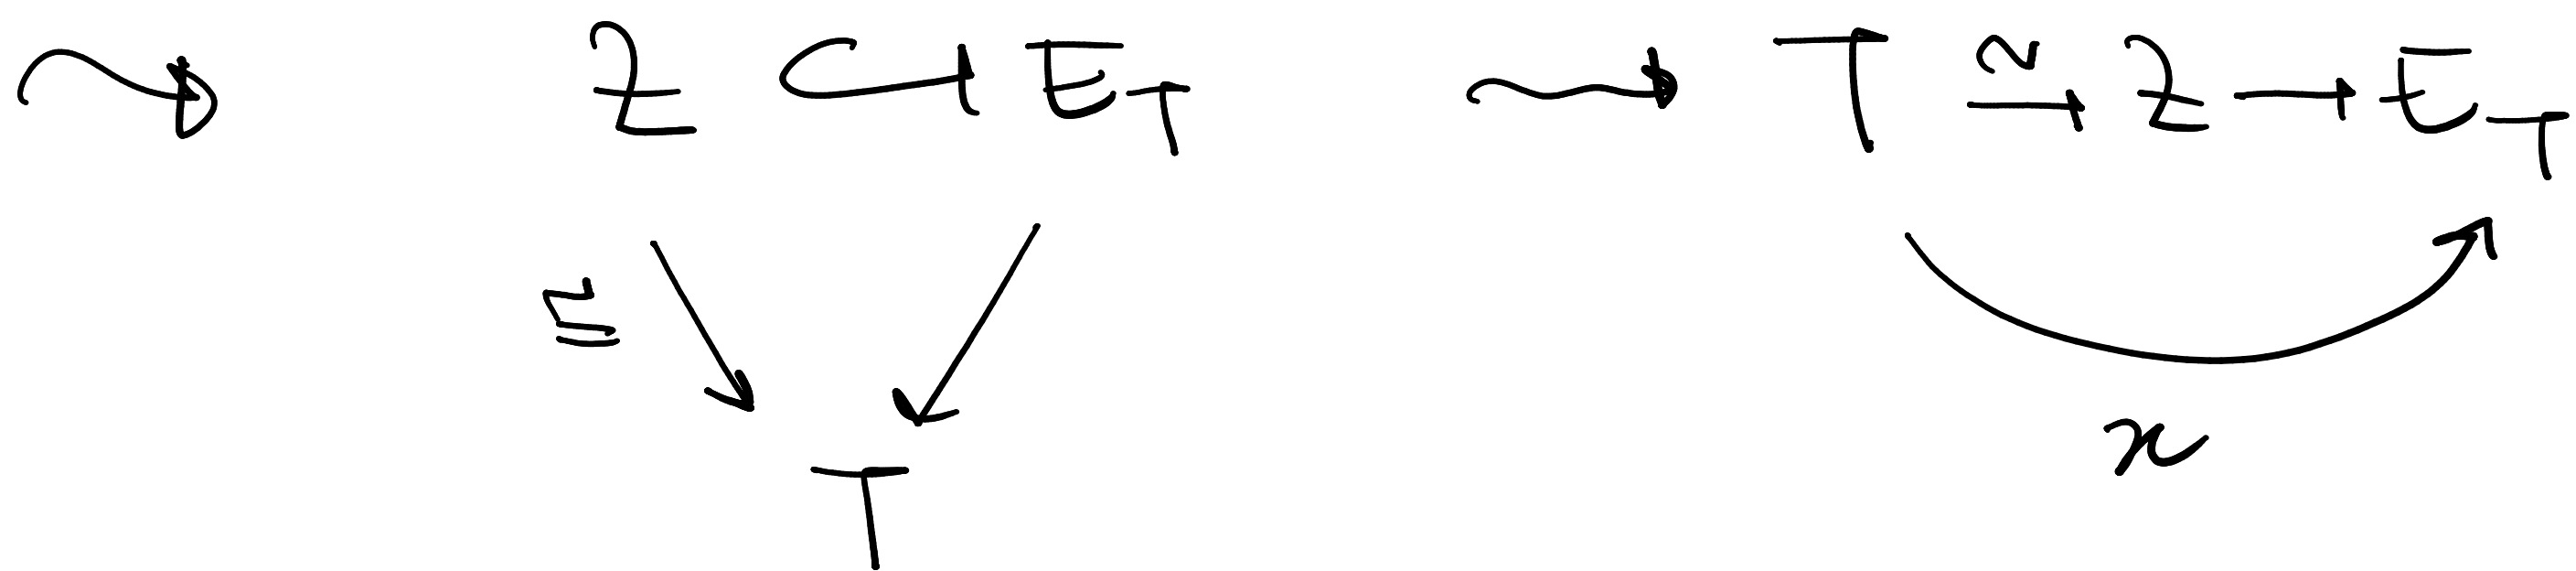 ⇝ Z ↪ E_T ⇝ T ≅→ Z → E_T
≅ ↘ ↙ x
T